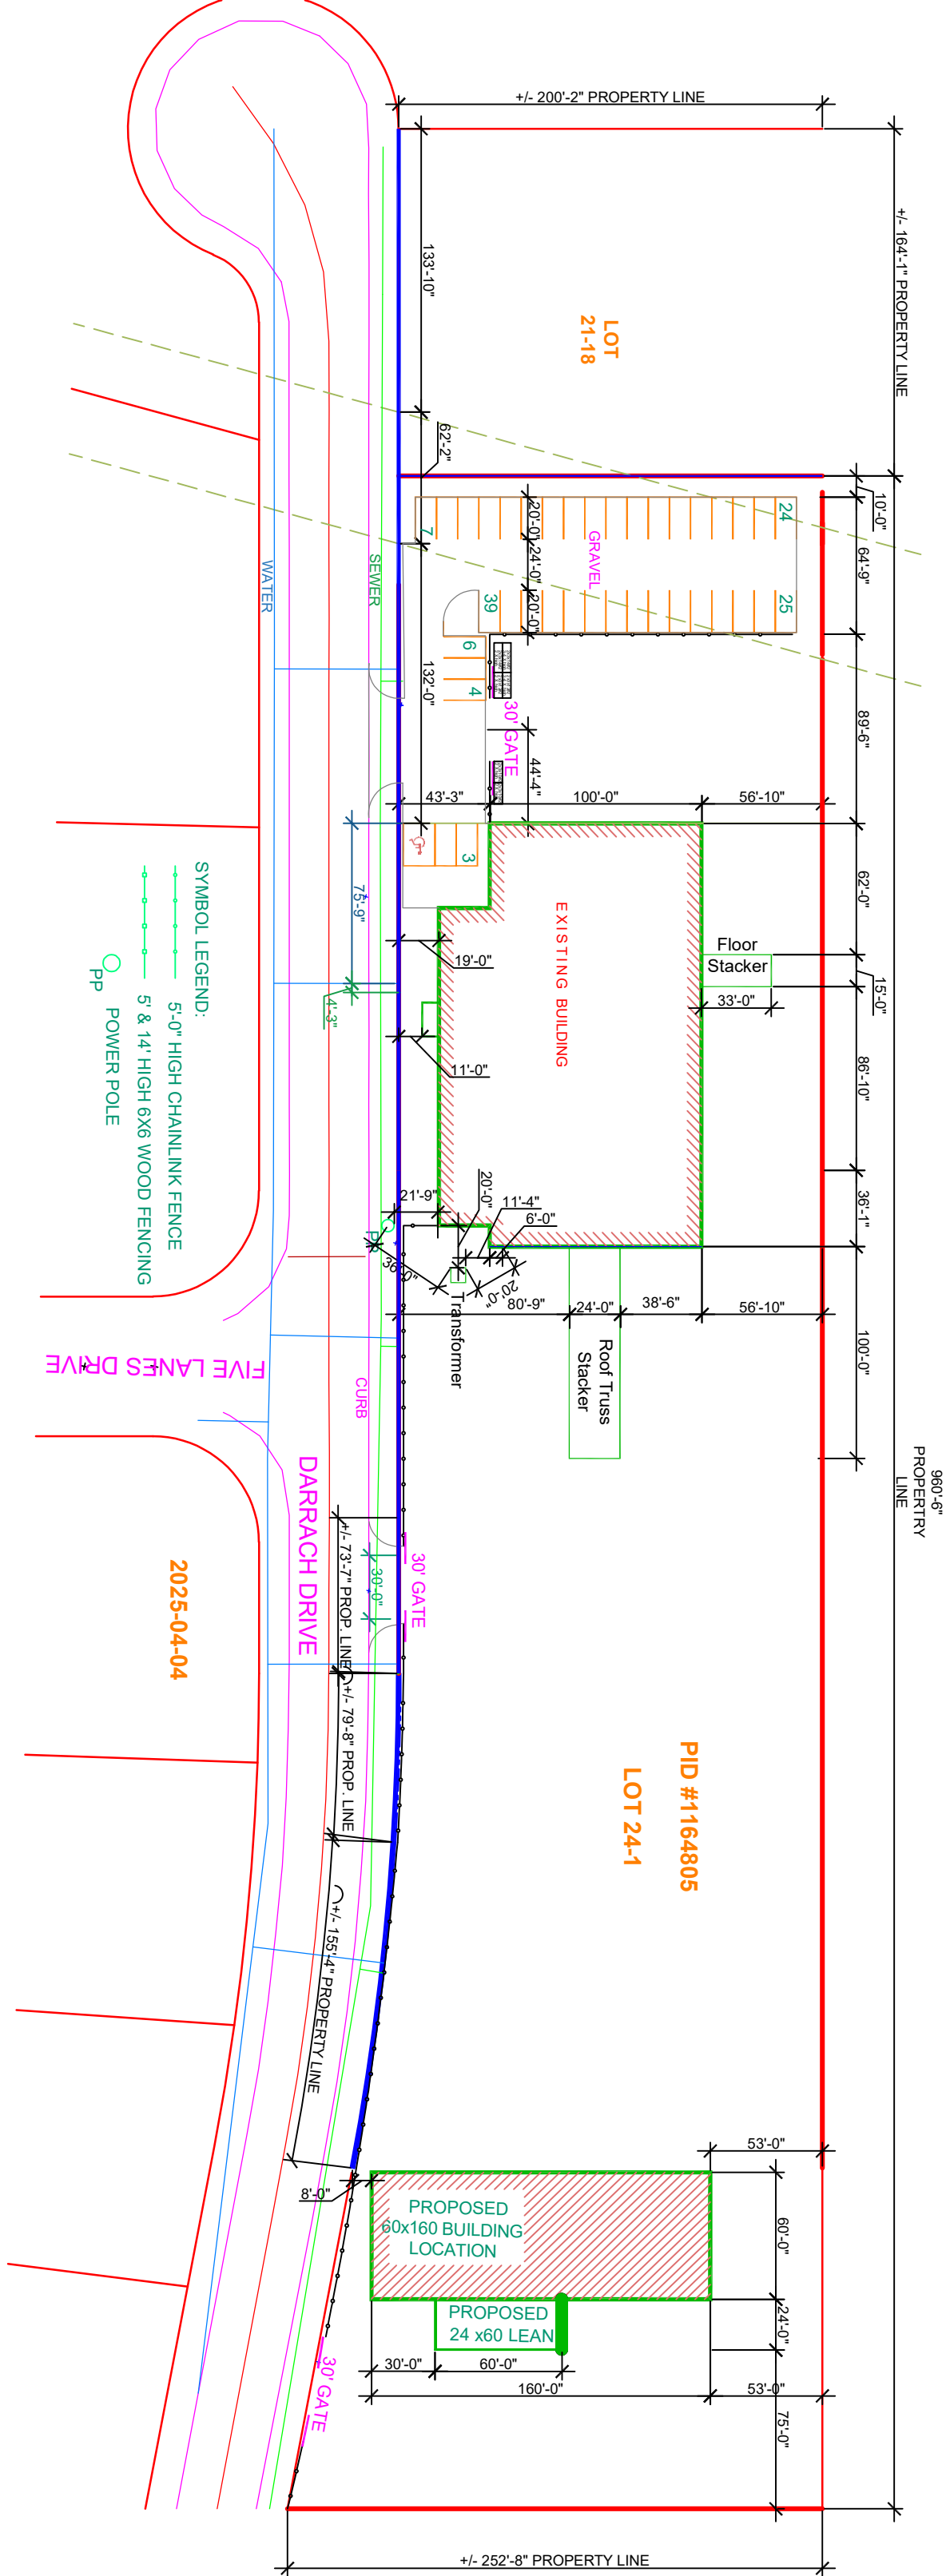 +/- 200'-2" PROPERTY LINE
+/- 164'-1" PROPERTY LINE
133'-10"
LOT
21-18
62'-2"
10'-0"
64'-9"
24
7
20'-0"
24'-0"
20'-0"
GRAVEL
25
39
SEWER
WATER
6
4
132'-0"
30' GATE
89'-6"
44'-4"
43'-3"
100'-0"
56'-10"
3
75'-9"
4'-3"
62'-0"
EXISTING BUILDING
Floor
Stacker
33'-0"
15'-0"
19'-0"
11'-0"
86'-10"
36'-1"
SYMBOL LEGEND:
5'-0" HIGH CHAINLINK FENCE
5' & 14' HIGH 6X6 WOOD FENCING
PP
POWER POLE
21'-9"
20'-0"
11'-4"
6'-0"
PP
36'-0"
20'-0"
Transformer
80'-9"
24'-0"
38'-6"
56'-10"
Roof Truss
Stacker
100'-0"
FIVE LANES DRIVE
CURB
DARRACH DRIVE
960'-6"
PROPERTRY
LINE
30' GATE
30'-0"
+/- 73'-7" PROP. LINE
2025-04-04
+/- 79'-8" PROP. LINE
PID #1164805
LOT 24-1
+/- 155'-4" PROPERTY LINE
53'-0"
8'-0"
PROPOSED
60x160 BUILDING
LOCATION
60'-0"
PROPOSED
24 x60 LEAN
24'-0"
30'-0"
60'-0"
160'-0"
53'-0"
75'-0"
30' GATE
+/- 252'-8" PROPERTY LINE